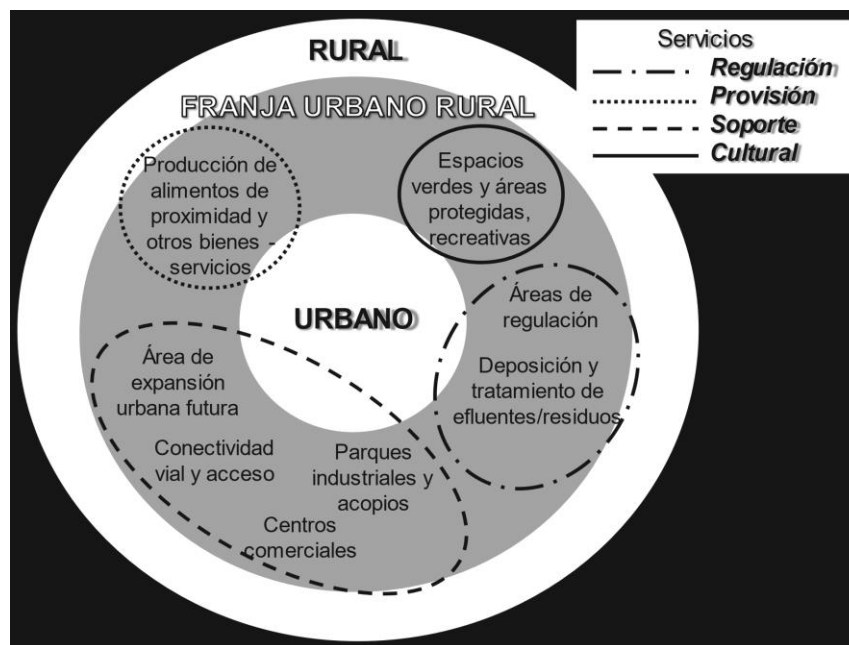 RURAL
FRANJA URBANO RURAL
Servicios
Regulación
Provisión
Soporte
Cultural
Producción de
alimentos de
proximidad y
otros bienes -
servicios
Espacios
verdes y áreas
protegidas,
recreativas
URBANO
Áreas de
regulación
Deposición y
tratamiento de
efluentes/residuos
Área de
expansión
urbana futura
Conectividad
vial y acceso
Parques
industriales y
acopios
Centros
comerciales